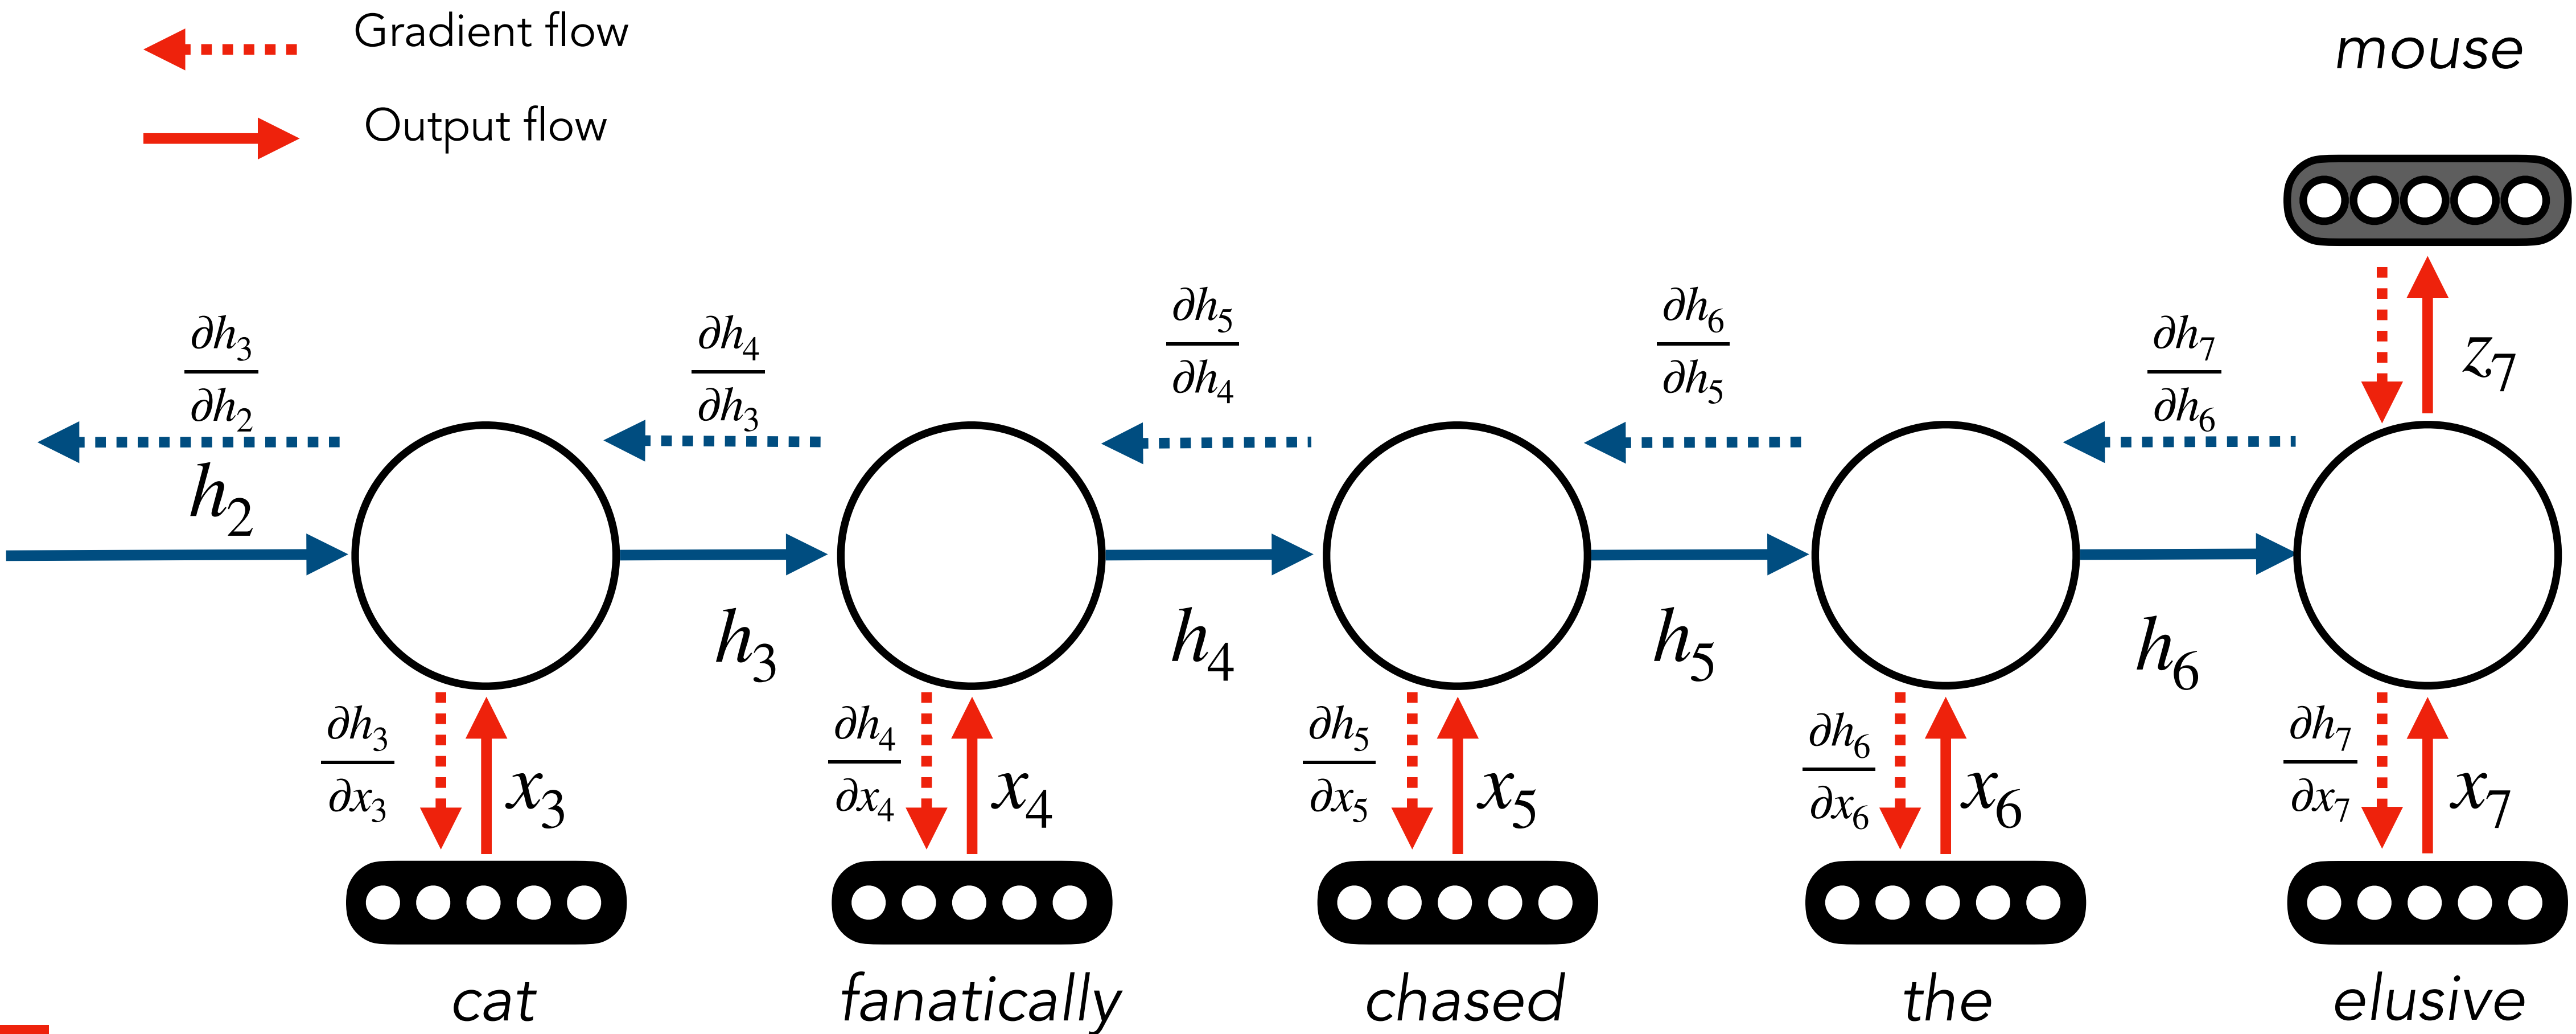 Gradient flow
Output flow
mouse
∂h₃/∂h₂
∂h₄/∂h₃
∂h₅/∂h₄
∂h₆/∂h₅
∂h₇/∂h₆
z₇
h₂
h₃
h₄
h₅
h₆
∂h₃/∂x₃
x₃
∂h₄/∂x₄
x₄
∂h₅/∂x₅
x₅
∂h₆/∂x₆
x₆
∂h₇/∂x₇
x₇
cat
fanatically
chased
the
elusive